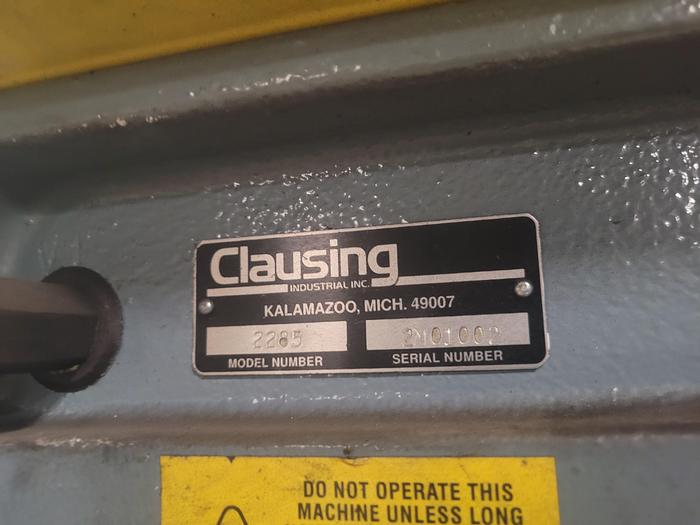 Clausing
INDUSTRIAL INC.
KALAMAZOO, MICH. 49007
2285
MODEL NUMBER SERIAL NUMBER
DO NOT OPERATE THIS
MACHINE UNLESS LONG